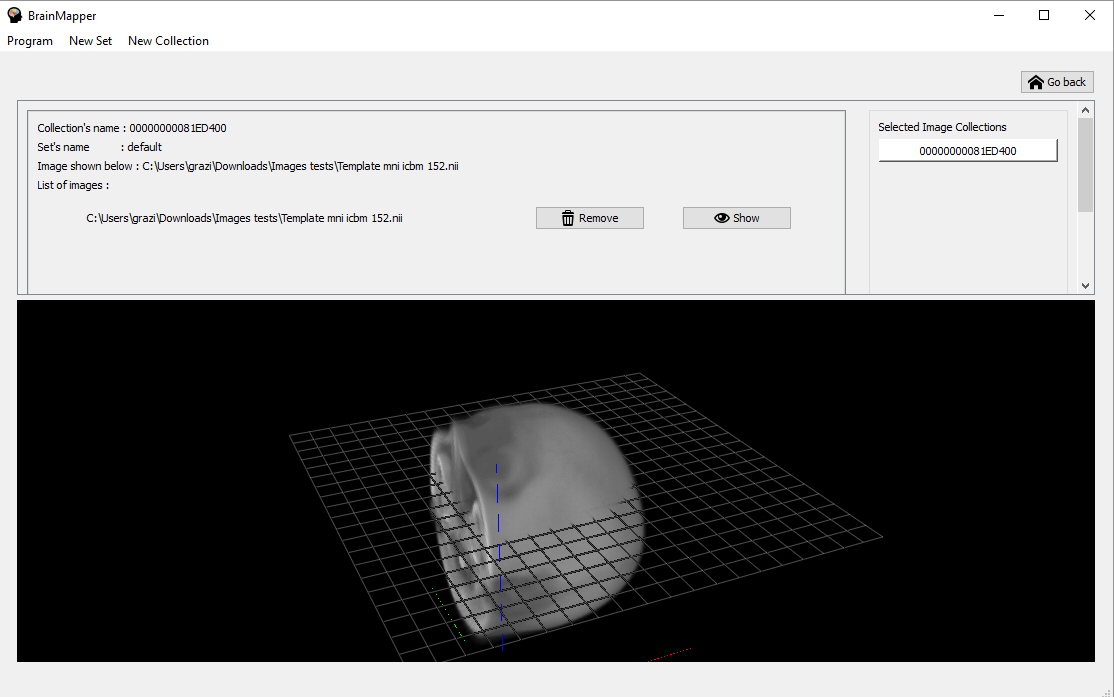 BrainMapper
Program New Set New Collection
Go back
Collection's name : 00000000081ED400
Set's name : default
Image shown below : C:\Users\grazi\Downloads\Images tests\Template mni icbm 152.nii
List of images :
C:\Users\grazi\Downloads\Images tests\Template mni icbm 152.nii
Remove
Show
Selected Image Collections
00000000081ED400